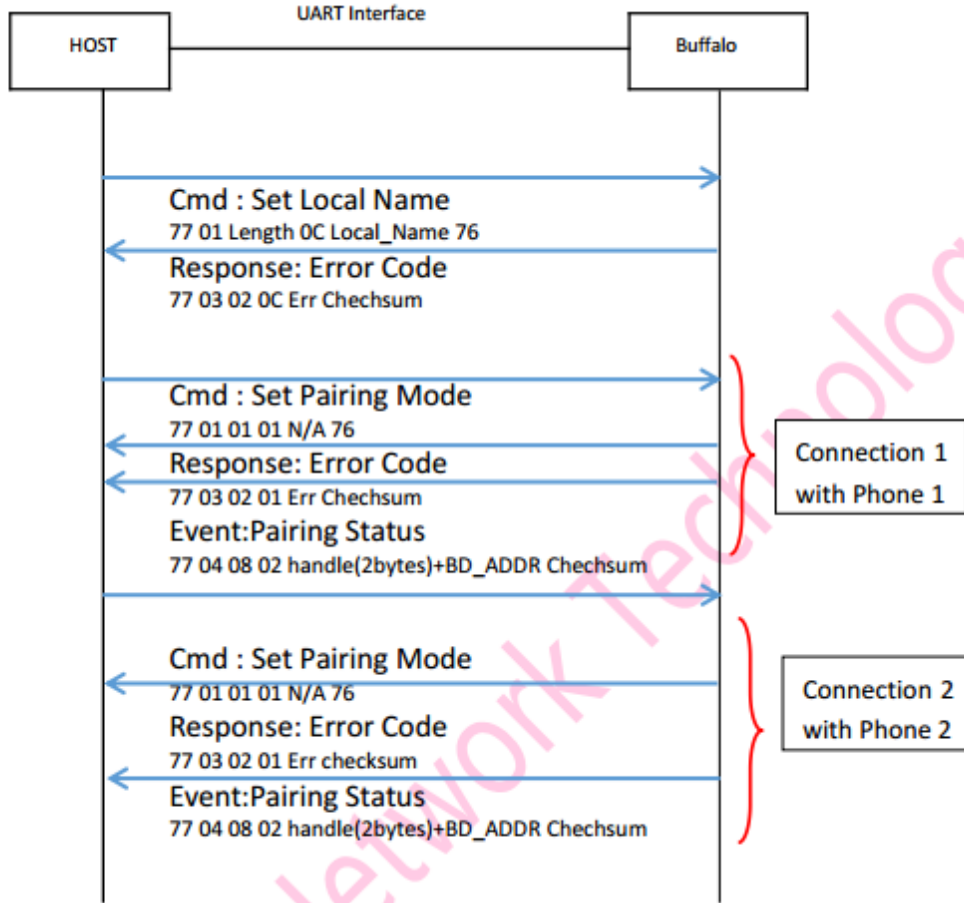 UART Interface
HOST
Buffalo
Cmd : Set Local Name
77 01 Length 0C Local_Name 76
Response: Error Code
77 03 02 0C Err Chechsum
Cmd : Set Pairing Mode
77 01 01 01 N/A 76
Response: Error Code
77 03 02 01 Err Chechsum
Event:Pairing Status
77 04 08 02 handle(2bytes)+BD_ADDR Chechsum
Connection 1
with Phone 1
Cmd : Set Pairing Mode
77 01 01 01 N/A 76
Response: Error Code
77 03 02 01 Err checksum
Event:Pairing Status
77 04 08 02 handle(2bytes)+BD_ADDR Chechsum
Connection 2
with Phone 2
Network Technolog